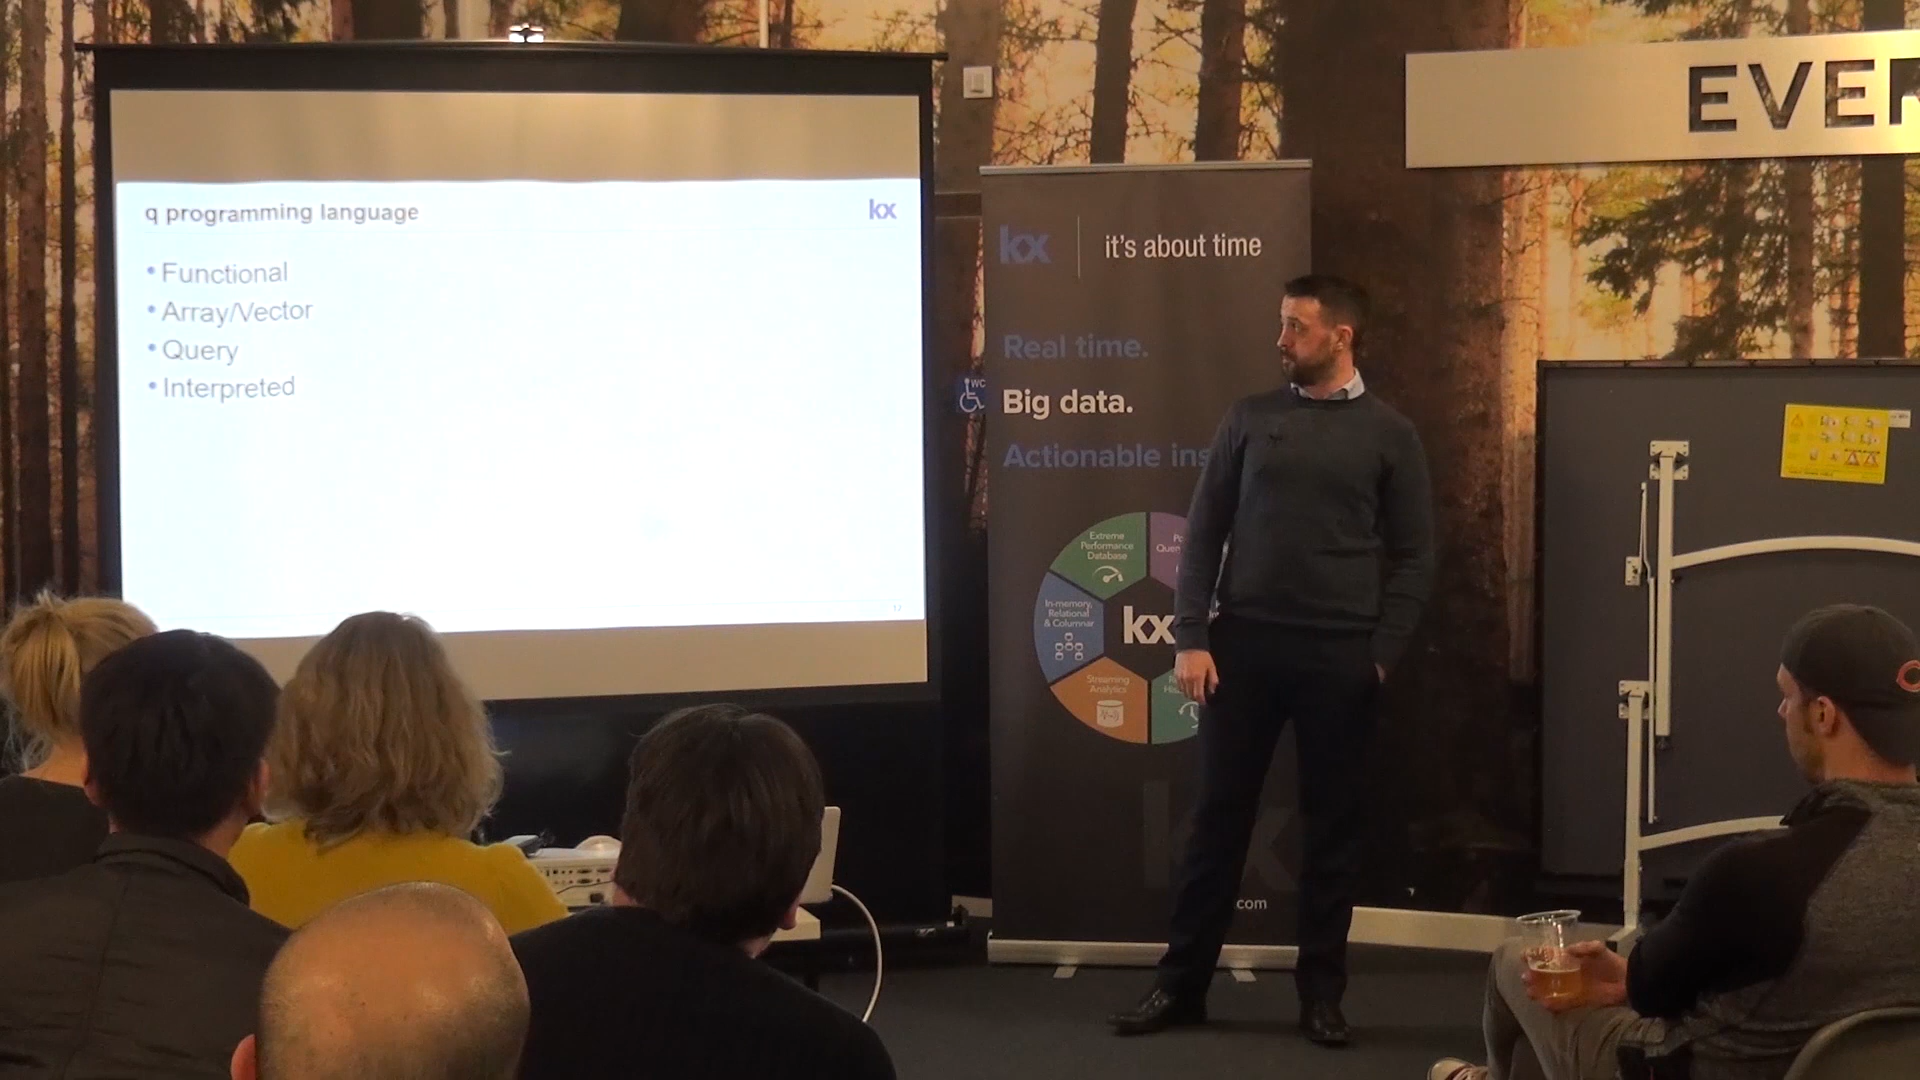 q programming language
kx
• Functional
• Array/Vector
• Query
• Interpreted
EVE
kx
it's about time
Real time.
Big data.
Actionable ins
WC
Extreme
Performance
Database
In-memory,
Relational
& Columnar
Streaming
Analytics
kx
.com